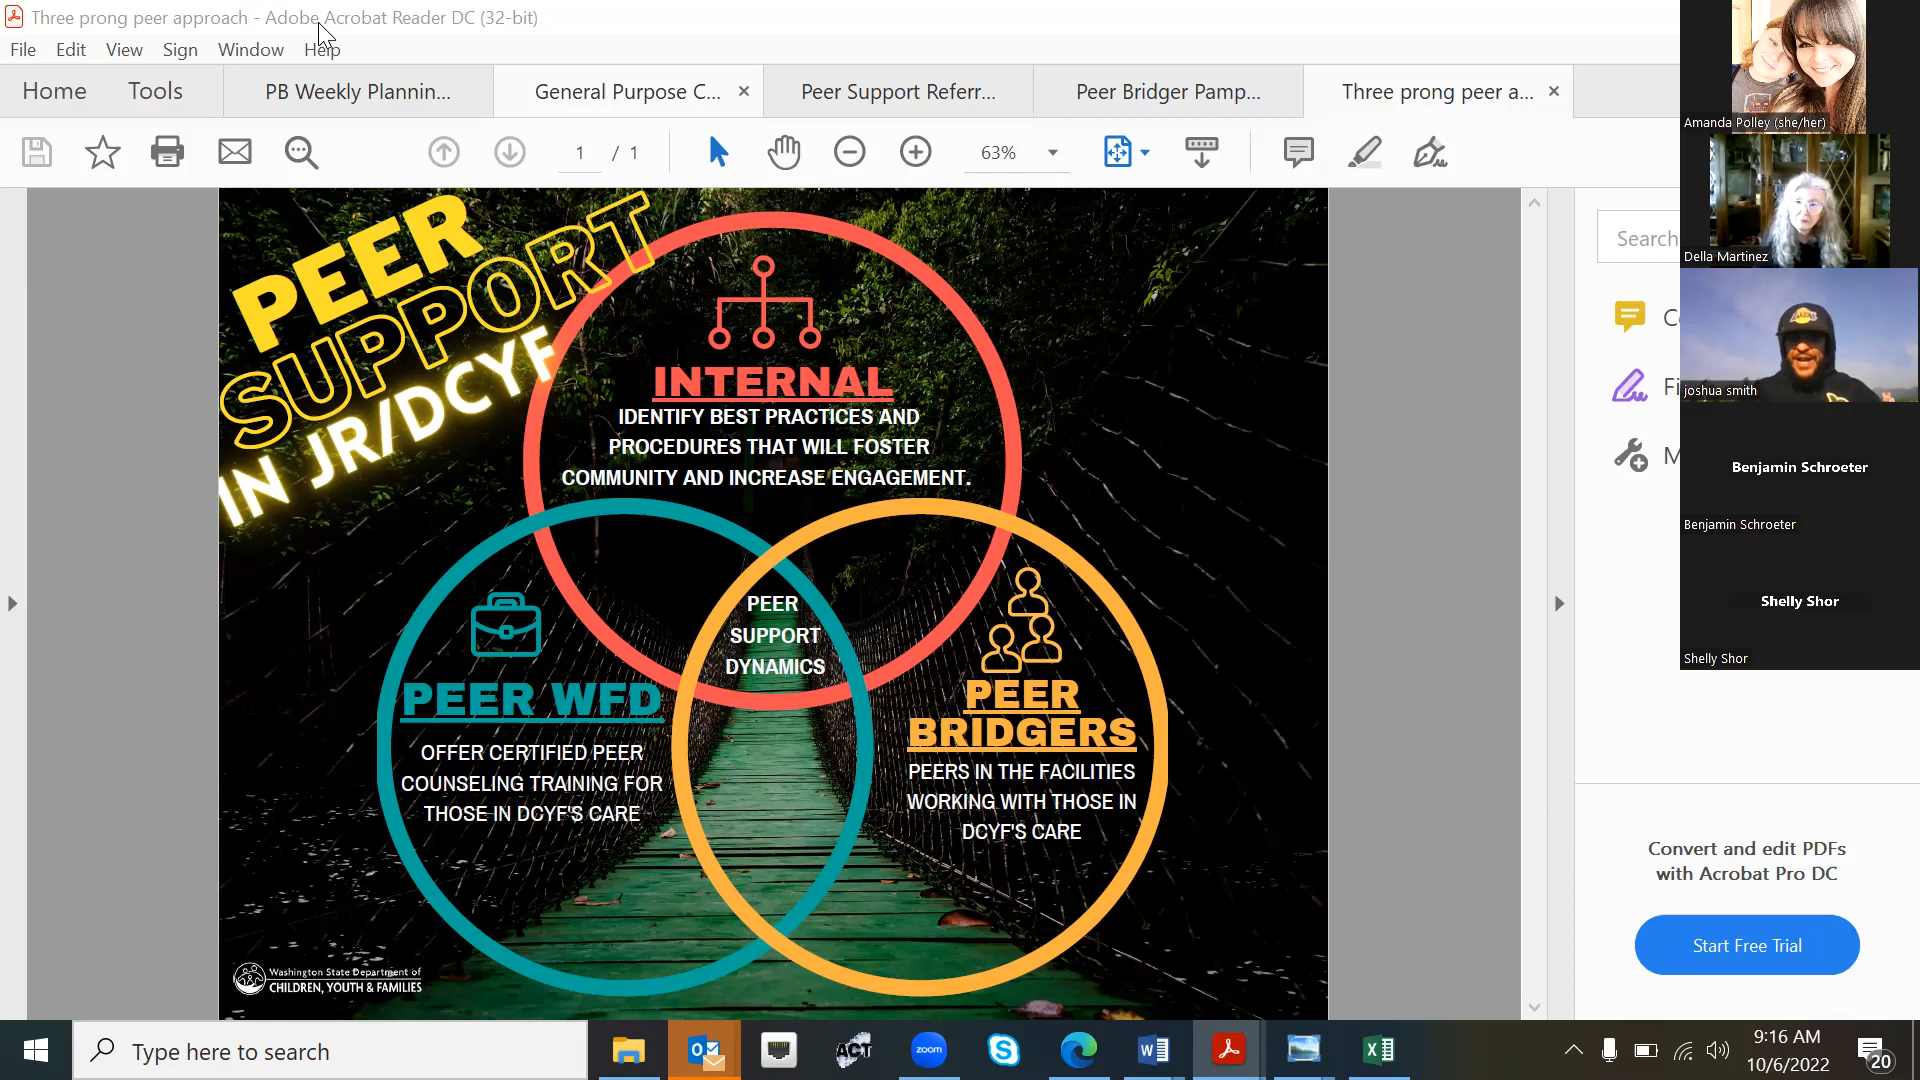 Three prong peer approach - Adobe Acrobat Reader DC (32-bit)
File Edit View Sign Window Help
Home Tools PB Weekly Plannin... General Purpose C... × Peer Support Referr... Peer Bridger Pamp... Three prong peer a... ×
1 / 1 63%
PEER
SUPPORT
IN JR/DCYF
INTERNAL
IDENTIFY BEST PRACTICES AND
PROCEDURES THAT WILL FOSTER
COMMUNITY AND INCREASE ENGAGEMENT.
PEER
SUPPORT
DYNAMICS
PEER WFD
OFFER CERTIFIED PEER
COUNSELING TRAINING FOR
THOSE IN DCYF'S CARE
PEER
BRIDGERS
PEERS IN THE FACILITIES
WORKING WITH THOSE IN
DCYF'S CARE
Washington State Department of
CHILDREN, YOUTH & FAMILIES
Search
Convert and edit PDFs
with Acrobat Pro DC
Start Free Trial
Amanda Polley (she/her)
Della Martinez
joshua smith
Benjamin Schroeter
Benjamin Schroeter
Shelly Shor
Shelly Shor
Type here to search
ACT
zoom
9:16 AM
10/6/2022
20